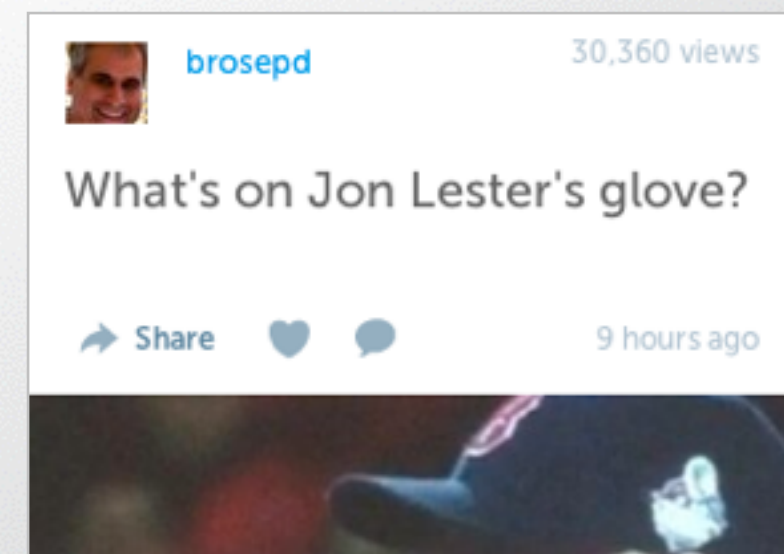 brosepd
30,360 views
What's on Jon Lester's glove?
Share
9 hours ago